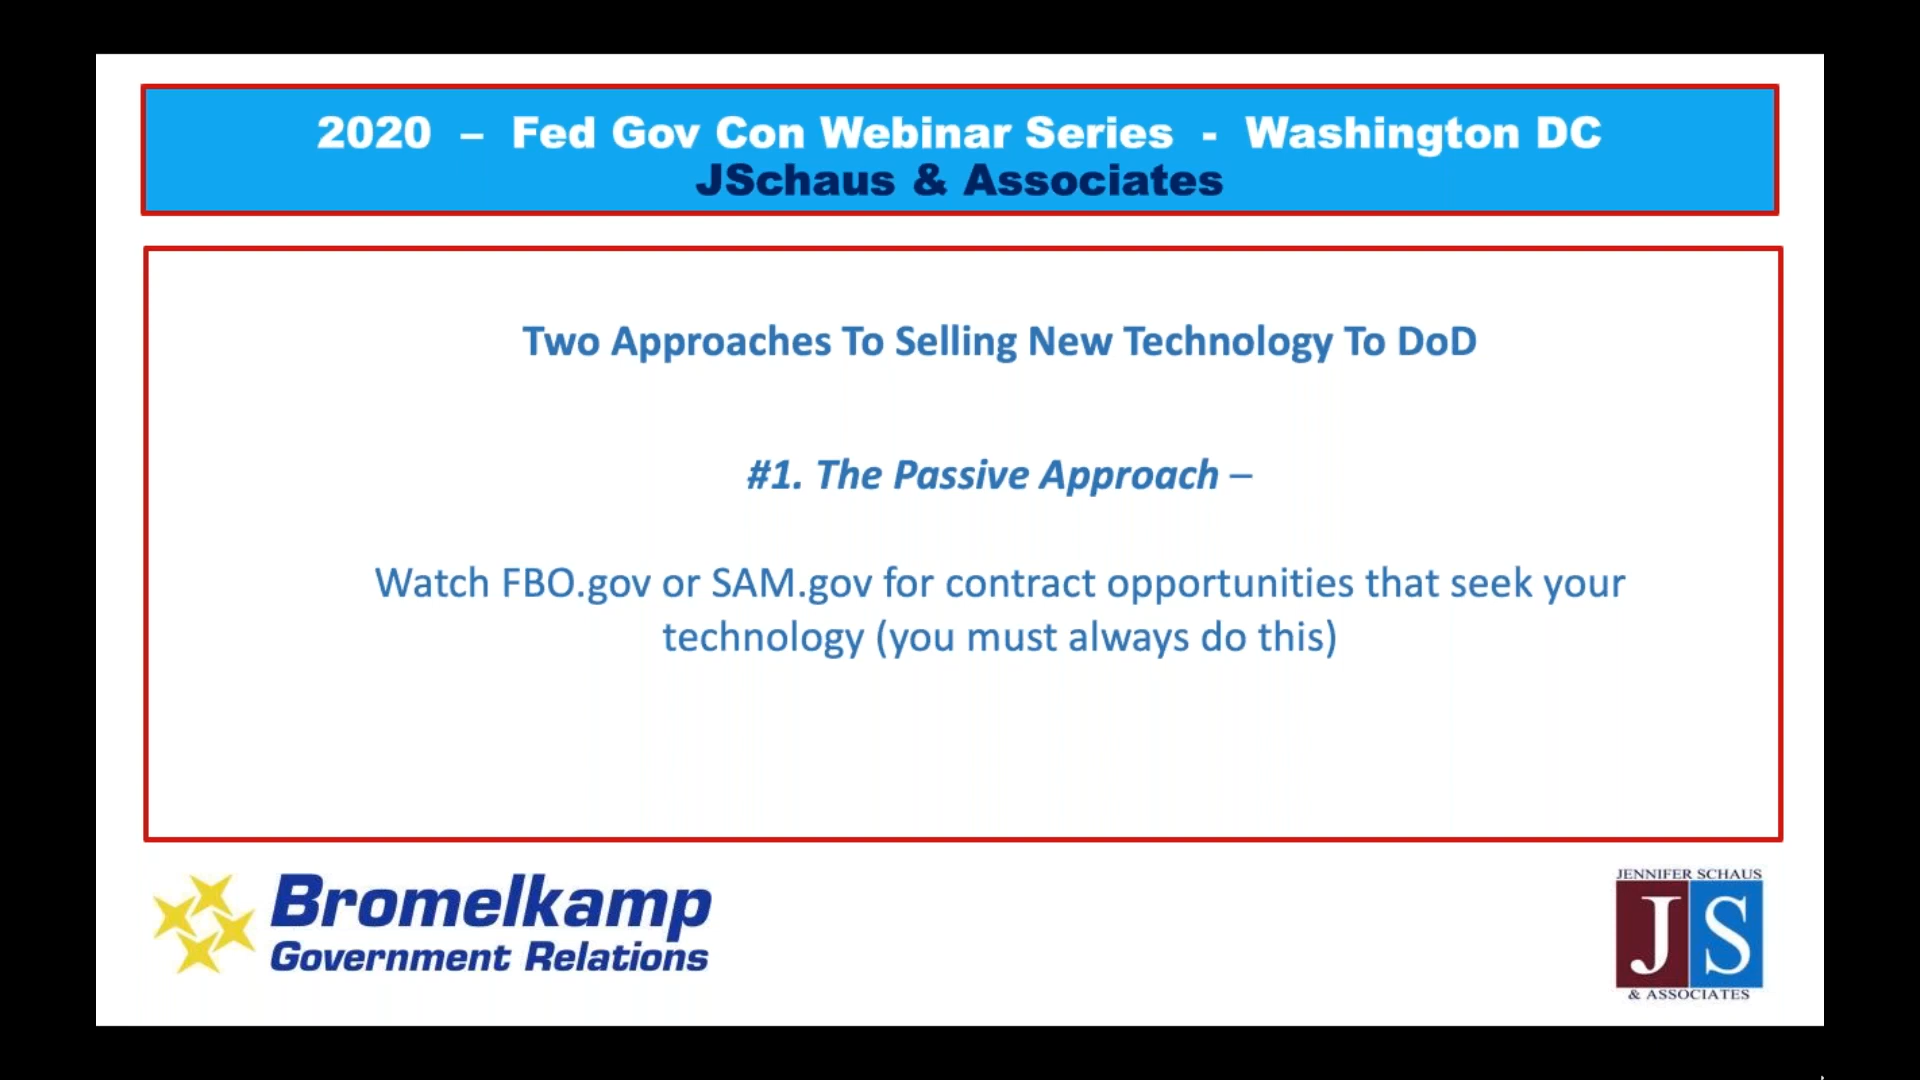 2020 – Fed Gov Con Webinar Series - Washington DC
JSchaus & Associates
Two Approaches To Selling New Technology To DoD
#1. The Passive Approach –
Watch FBO.gov or SAM.gov for contract opportunities that seek your
technology (you must always do this)
Bromelkamp
Government Relations
JENNIFER SCHAUS
JS
& ASSOCIATES